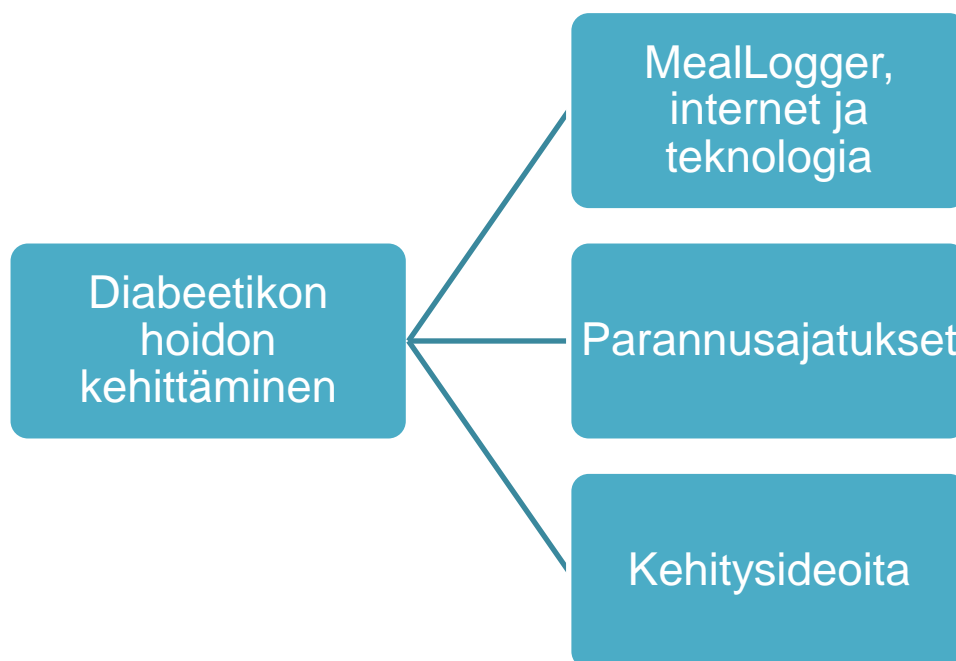 MealLogger,
internet ja
teknologia
Diabeetikon
hoidon
kehittäminen
Parannusajatukset
Kehitysideoita